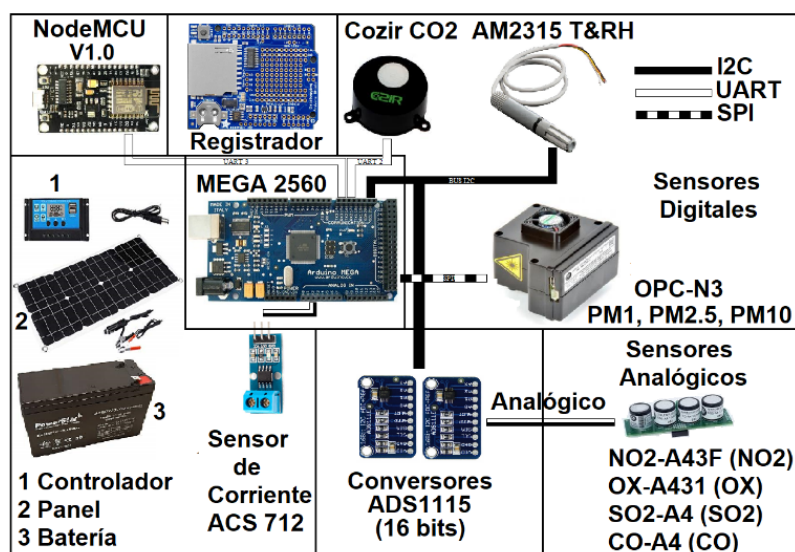 NodeMCU
V1.0
Registrador
Cozir CO2
AM2315 T&RH
I2C
UART
SPI
UART 3
UART 2
BUS I2C
SPI
1
2
3
1 Controlador
2 Panel
3 Batería
MEGA 2560
Arduino MEGA
Sensor
de
Corriente
ACS 712
Sensores
Digitales
OPC-N3
PM1, PM2.5, PM10
Conversores
ADS1115
(16 bits)
Analógico
Sensores
Analógicos
NO2-A43F (NO2)
OX-A431 (OX)
SO2-A4 (SO2)
CO-A4 (CO)